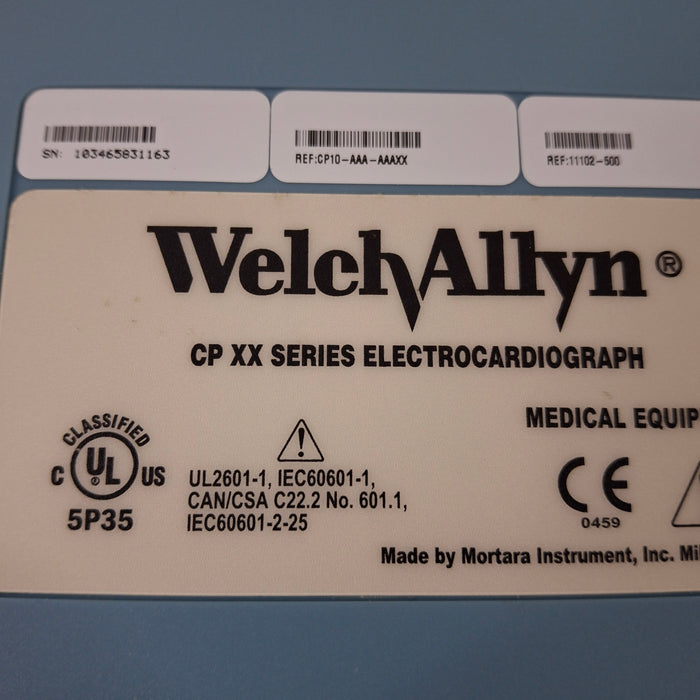 SN: 103465831163
REF:CP10-AAA-AAAXX
REF:11102-500
WelchAllyn®
CP XX SERIES ELECTROCARDIOGRAPH
MEDICAL EQUIP
CLASSIFIED
C UL® US
5P35
UL2601-1, IEC60601-1,
CAN/CSA C22.2 No. 601.1,
IEC60601-2-25
CE
0459
Made by Mortara Instrument, Inc. Mil